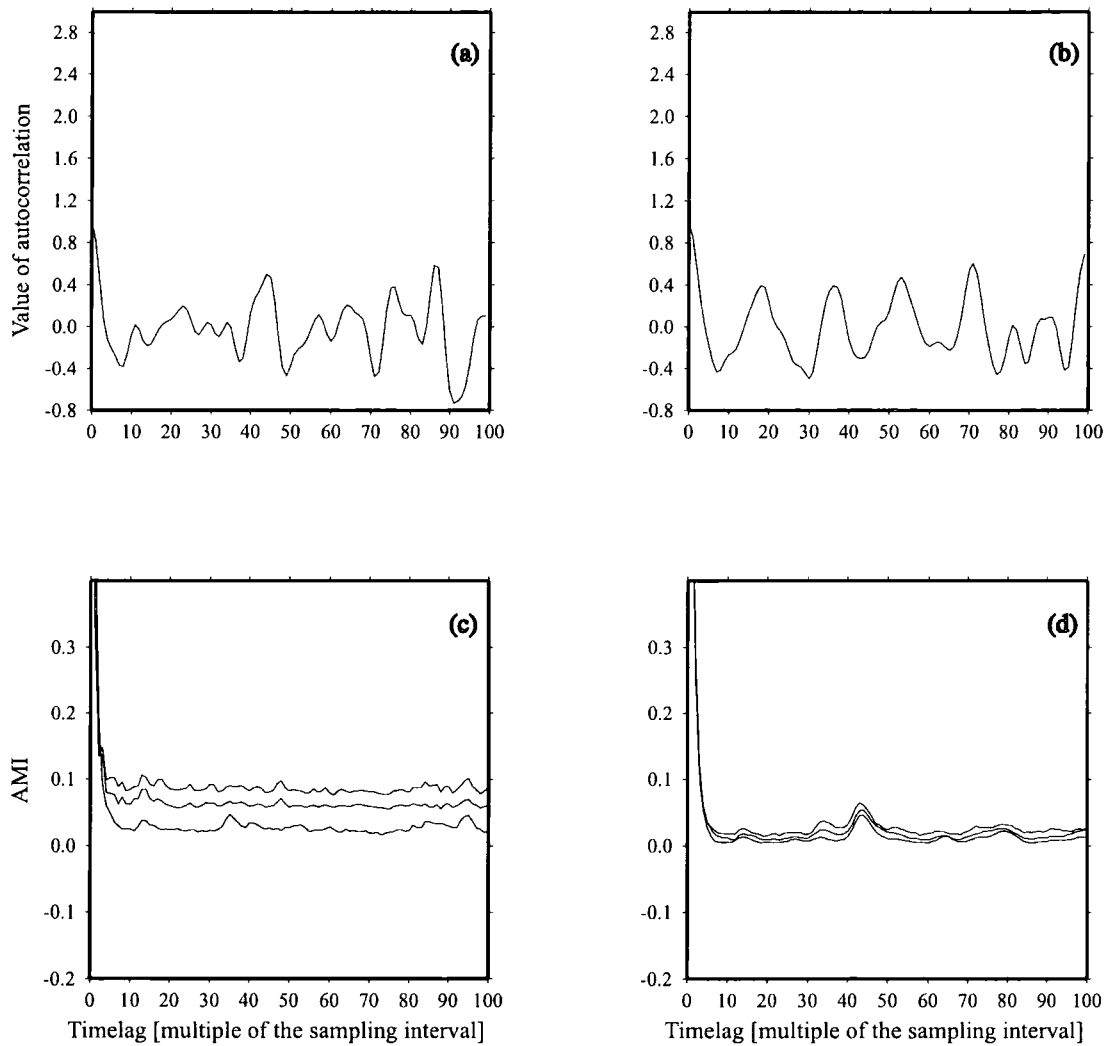 (a)
2.8
2.4
2.0
1.6
1.2
0.8
0.4
0.0
-0.4
-0.8
Value of autocorrelation
0 10 20 30 40 50 60 70 80 90 100
(b)
2.8
2.4
2.0
1.6
1.2
0.8
0.4
0.0
-0.4
-0.8
0 10 20 30 40 50 60 70 80 90 100
(c)
0.3
0.2
0.1
0.0
-0.1
-0.2
AMI
0 10 20 30 40 50 60 70 80 90 100
Timelag [multiple of the sampling interval]
(d)
0.3
0.2
0.1
0.0
-0.1
-0.2
0 10 20 30 40 50 60 70 80 90 100
Timelag [multiple of the sampling interval]